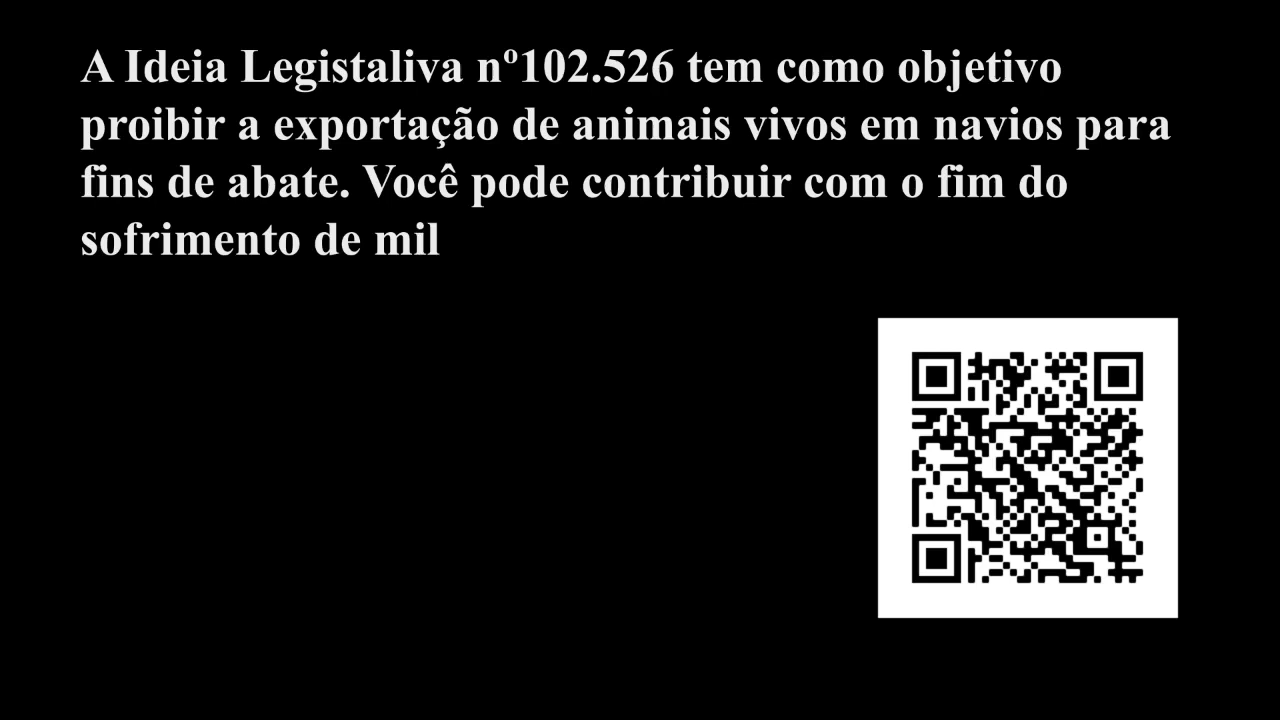 A Ideia Legistaliva nº102.526 tem como objetivo
proibir a exportação de animais vivos em navios para
fins de abate. Você pode contribuir com o fim do
sofrimento de mil